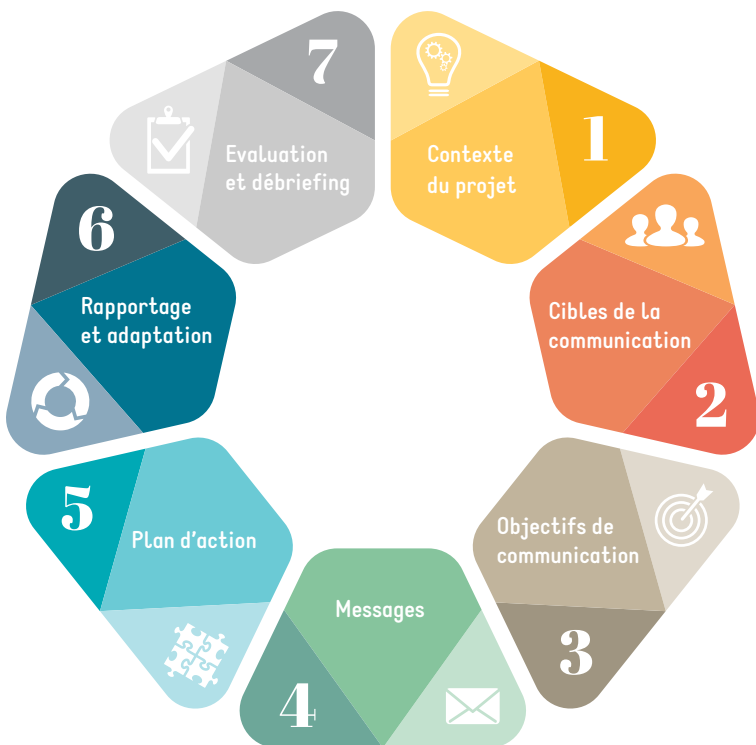 1
Contexte
du projet
2
Cibles de la
communication
3
Objectifs de
communication
4
Messages
5
Plan d'action
6
Rapportage
et adaptation
7
Evaluation
et débriefing